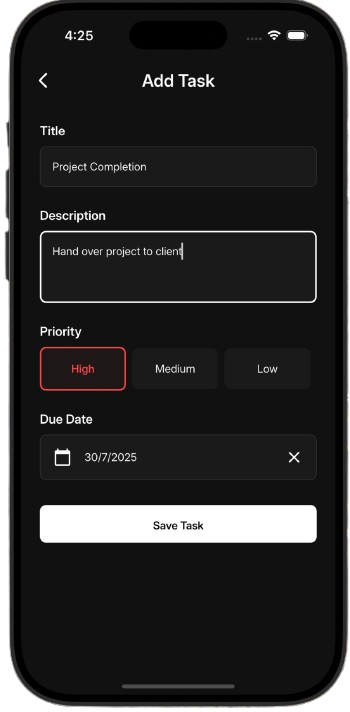 4:25
Add Task
Title
Project Completion
Description
Hand over project to client
Priority
High Medium Low
Due Date
30/7/2025
Save Task